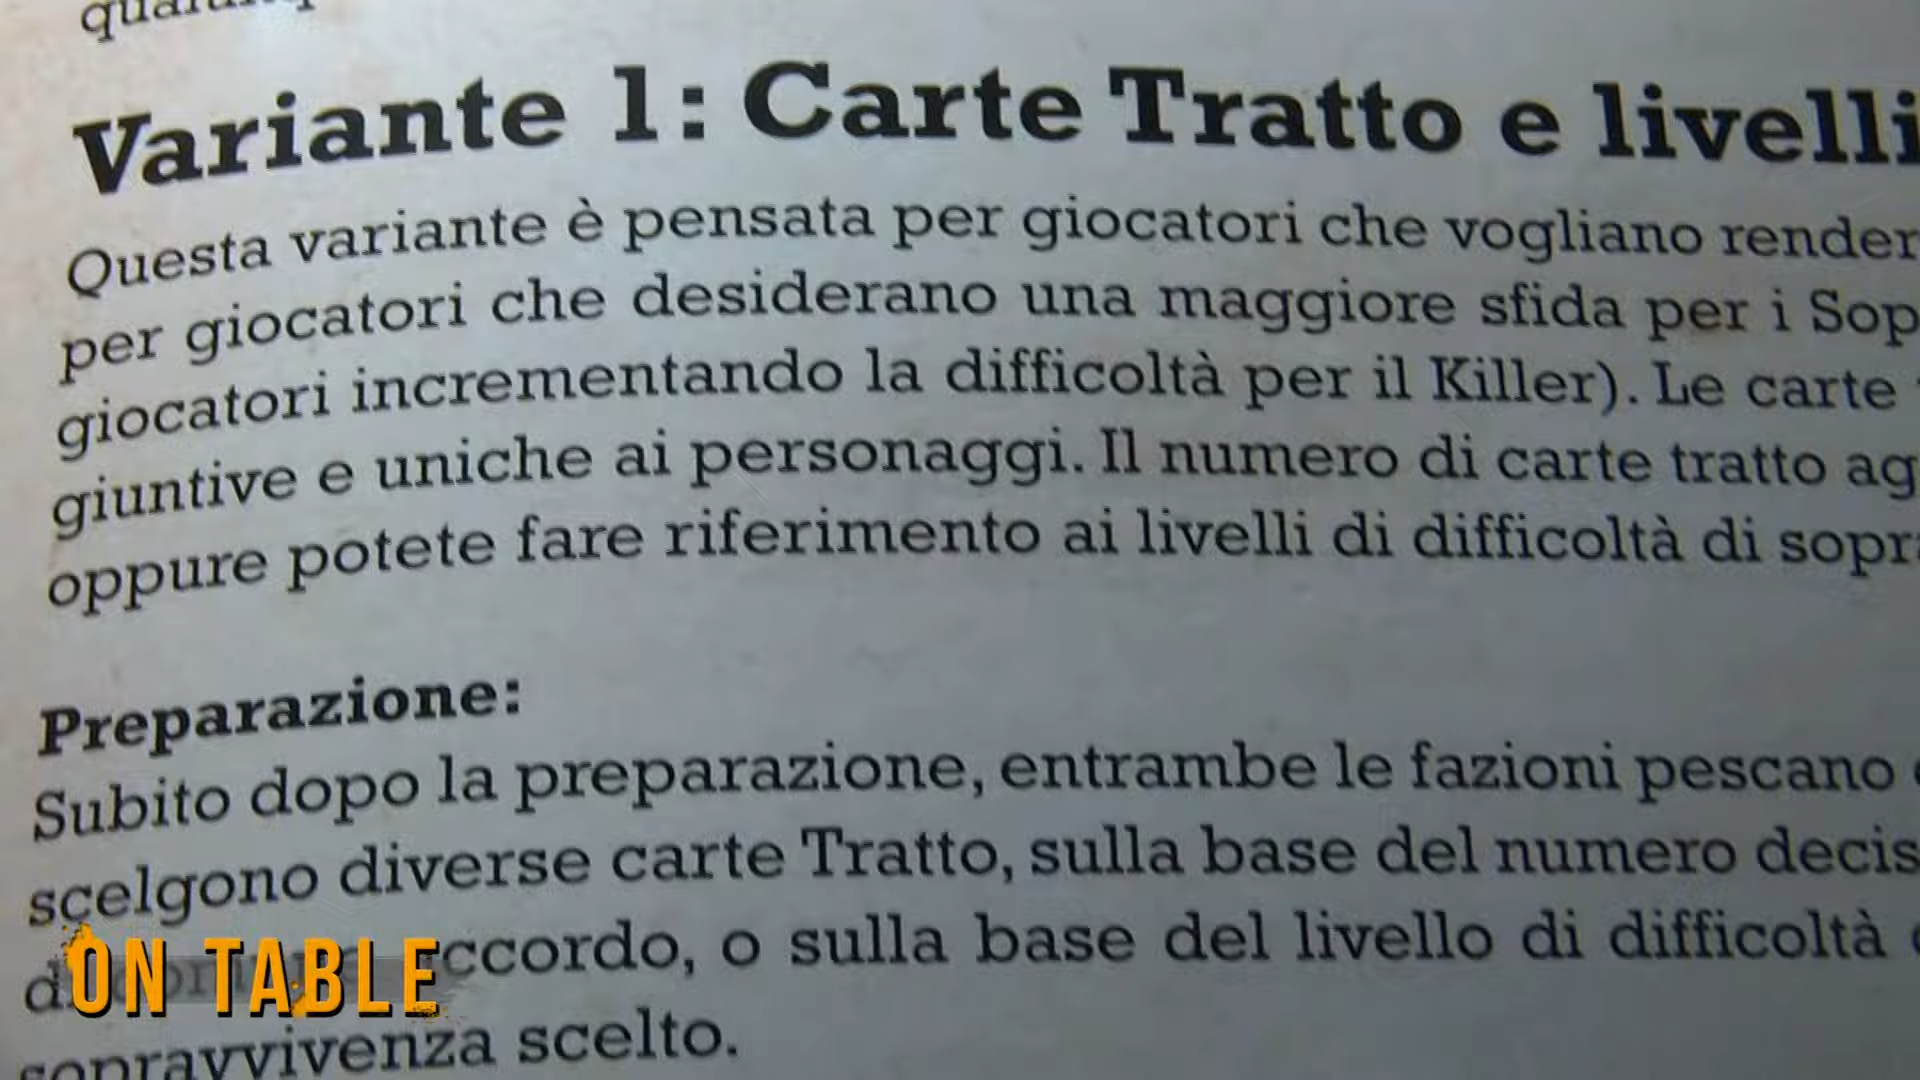 Variante 1: Carte Tratto e livelli
Questa variante è pensata per giocatori che vogliano render
per giocatori che desiderano una maggiore sfida per i Sop
giocatori incrementando la difficoltà per il Killer). Le carte
giuntive e uniche ai personaggi. Il numero di carte tratto ag
oppure potete fare riferimento ai livelli di difficoltà di sopra
Preparazione:
Subito dopo la preparazione, entrambe le fazioni pescano
scelgono diverse carte Tratto, sulla base del numero decis
ccordo, o sulla base del livello di difficoltà
sopravvivenza scelto.
ON TABLE